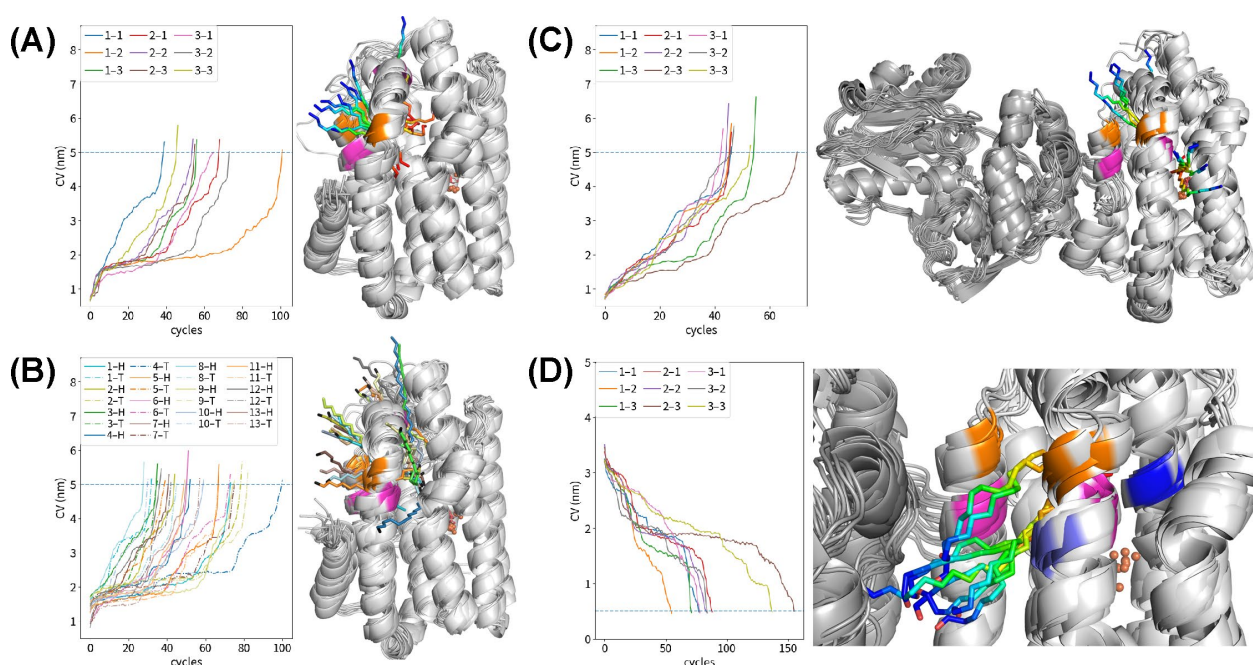 (A)
1−1 2−1 3−1
1−2 2−2 3−2
1−3 2−3 3−3
8
7
6
5
4
3
2
1
CV (nm)
0 20 40 60 80 100
cycles
(C)
1−1 2−1 3−1
1−2 2−2 3−2
1−3 2−3 3−3
8
7
6
5
4
3
2
1
CV (nm)
0 20 40 60
cycles
(B)
1−H 4−T 8−H 11−H
1−T 5−H 8−T 11−T
2−H 5−T 9−H 12−H
2−T 6−H 9−T 12−T
3−H 6−T 10−H 13−H
3−T 7−H 10−T 13−T
4−H 7−T
8
7
6
5
4
3
2
1
CV (nm)
0 20 40 60 80 100
cycles
(D)
1−1 2−1 3−1
1−2 2−2 3−2
1−3 2−3 3−3
5
4
3
2
1
0
CV (nm)
0 50 100 150
cycles